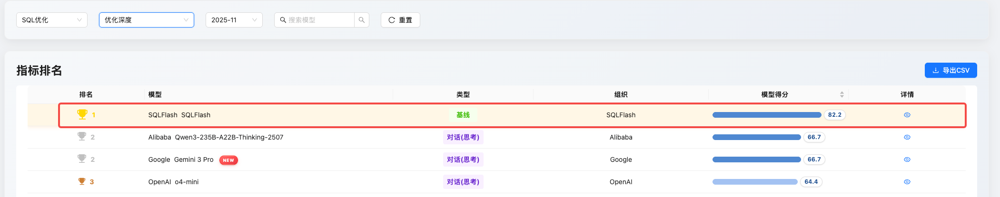 SQL优化 优化深度 2025-11 搜索模型 重置
指标排名 导出CSV
排名 模型 类型 组织 模型得分 详情
1 SQLFlash SQLFlash 基线 SQLFlash 82.2
2 Alibaba Qwen3-235B-A22B-Thinking-2507 对话(思考) Alibaba 66.7
2 Google Gemini 3 Pro NEW 对话(思考) Google 66.7
3 OpenAI o4-mini 对话(思考) OpenAI 64.4